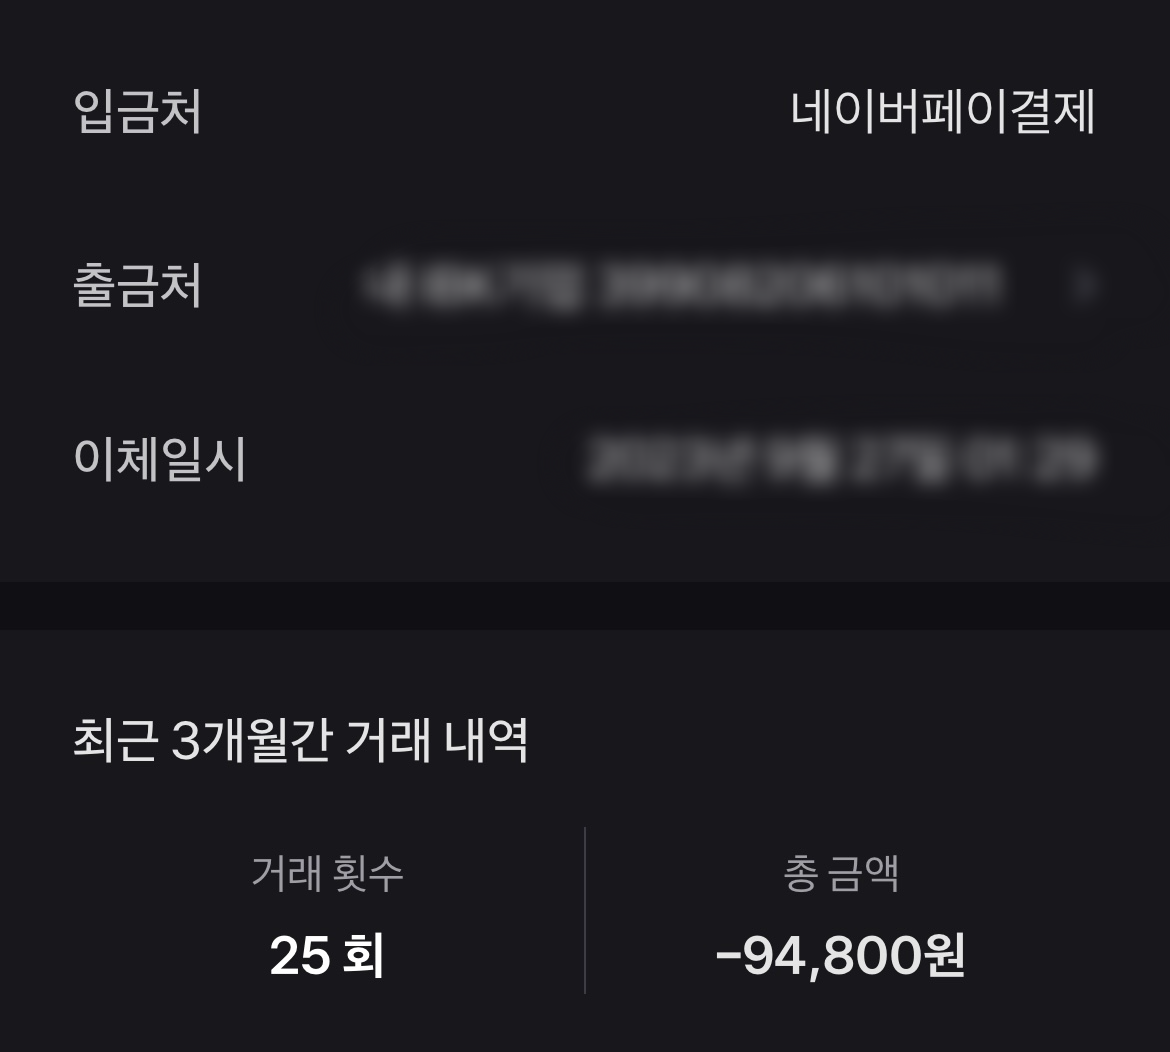 입금처 네이버페이결제
출금처
이체일시
최근 3개월간 거래 내역
거래 횟수 총 금액
25 회 -94,800원